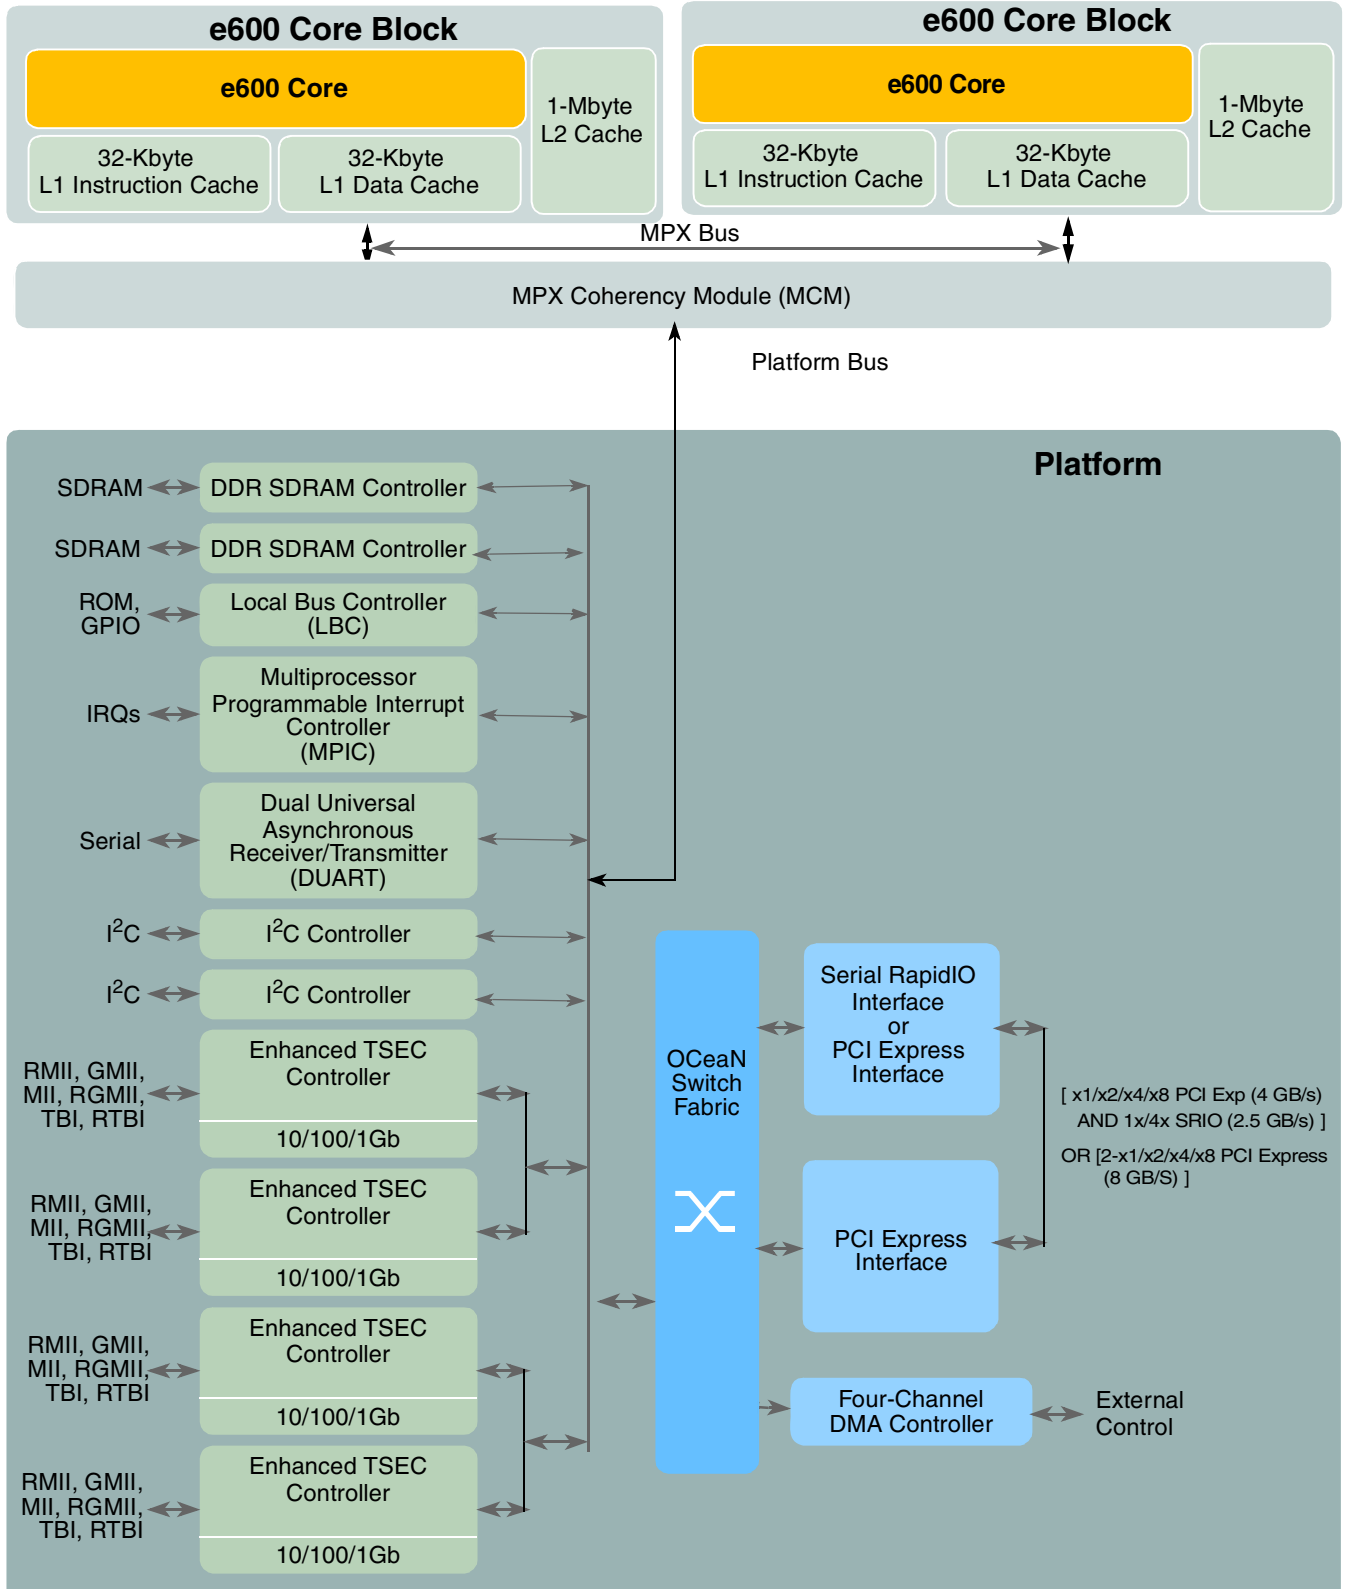 e600 Core Block
e600 Core
1-Mbyte
L2 Cache
32-Kbyte
L1 Instruction Cache
32-Kbyte
L1 Data Cache
e600 Core Block
e600 Core
1-Mbyte
L2 Cache
32-Kbyte
L1 Instruction Cache
32-Kbyte
L1 Data Cache
MPX Bus
MPX Coherency Module (MCM)
Platform Bus
Platform
SDRAM
DDR SDRAM Controller
SDRAM
DDR SDRAM Controller
ROM,
GPIO
Local Bus Controller
(LBC)
IRQs
Multiprocessor
Programmable Interrupt
Controller
(MPIC)
Serial
Dual Universal
Asynchronous
Receiver/Transmitter
(DUART)
I²C
I²C Controller
I²C
I²C Controller
RMII, GMII,
MII, RGMII,
TBI, RTBI
Enhanced TSEC
Controller
10/100/1Gb
RMII, GMII,
MII, RGMII,
TBI, RTBI
Enhanced TSEC
Controller
10/100/1Gb
RMII, GMII,
MII, RGMII,
TBI, RTBI
Enhanced TSEC
Controller
10/100/1Gb
RMII, GMII,
MII, RGMII,
TBI, RTBI
Enhanced TSEC
Controller
10/100/1Gb
OCeaN
Switch
Fabric
Serial RapidIO
Interface
or
PCI Express
Interface
[ x1/x2/x4/x8 PCI Exp (4 GB/s)
AND 1x/4x SRIO (2.5 GB/s) ]
OR [2-x1/x2/x4/x8 PCI Express
(8 GB/S) ]
PCI Express
Interface
Four-Channel
DMA Controller
External
Control